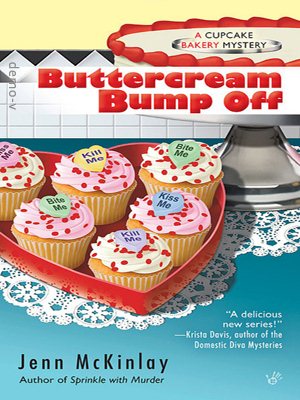 A CUPCAKE
BAKERY MYSTERY
demo-v
Buttercream
Bump Off
Kill
Me
Bite
Me
Bite
Me
Kiss
Me
Kill
Me
“A delicious
new series!”
—Krista Davis, author of the
Domestic Diva Mysteries
Jenn McKinlay
Author of Sprinkle with Murder